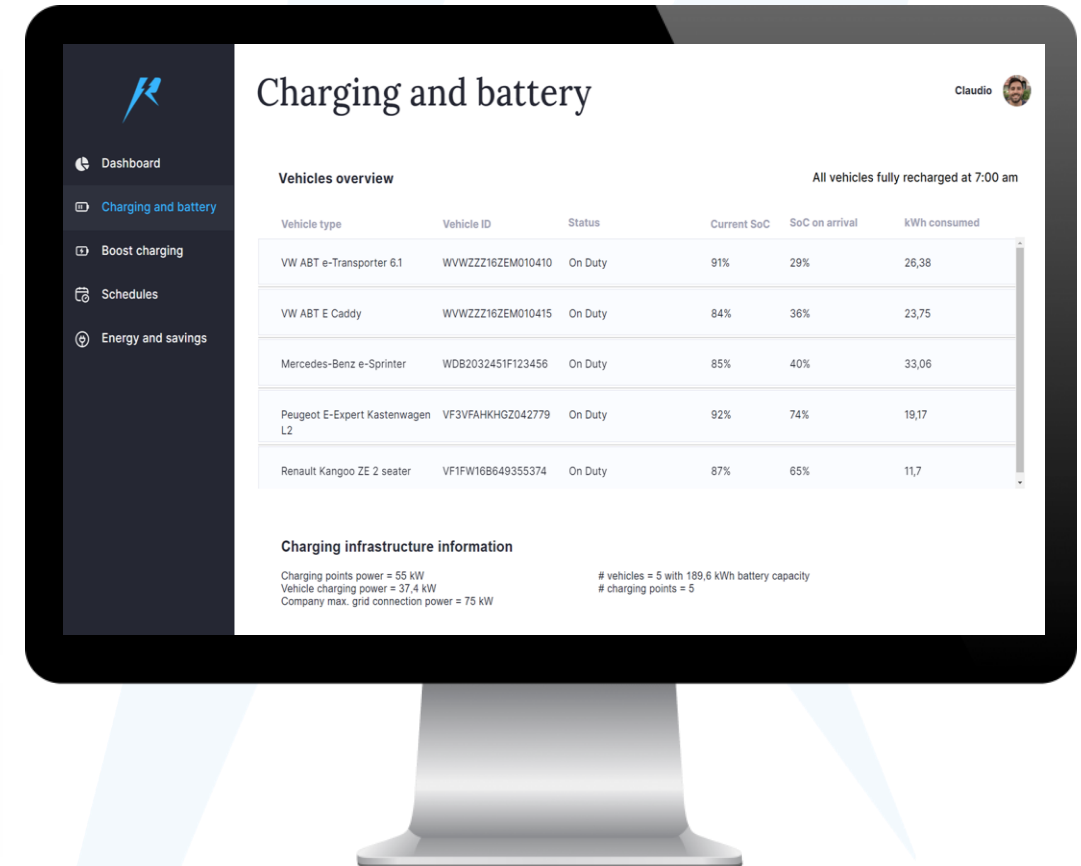 Charging and battery
Claudio
Dashboard
Charging and battery
Boost charging
Schedules
Energy and savings
Vehicles overview
All vehicles fully recharged at 7:00 am
Vehicle type Vehicle ID Status Current SoC SoC on arrival kWh consumed
VW ABT e-Transporter 6.1 WVWZZZ16ZEM010410 On Duty 91% 29% 26,38
VW ABT E Caddy WVWZZZ16ZEM010415 On Duty 84% 36% 23,75
Mercedes-Benz e-Sprinter WDB2032451F123456 On Duty 85% 40% 33,06
Peugeot E-Expert Kastenwagen VF3VFAHKHGZ042779 On Duty 92% 74% 19,17
L2
Renault Kangoo ZE 2 seater VF1FW16B649355374 On Duty 87% 65% 11,7
Charging infrastructure information
Charging points power = 55 kW
Vehicle charging power = 37,4 kW
Company max. grid connection power = 75 kW
# vehicles = 5 with 189,6 kWh battery capacity
# charging points = 5